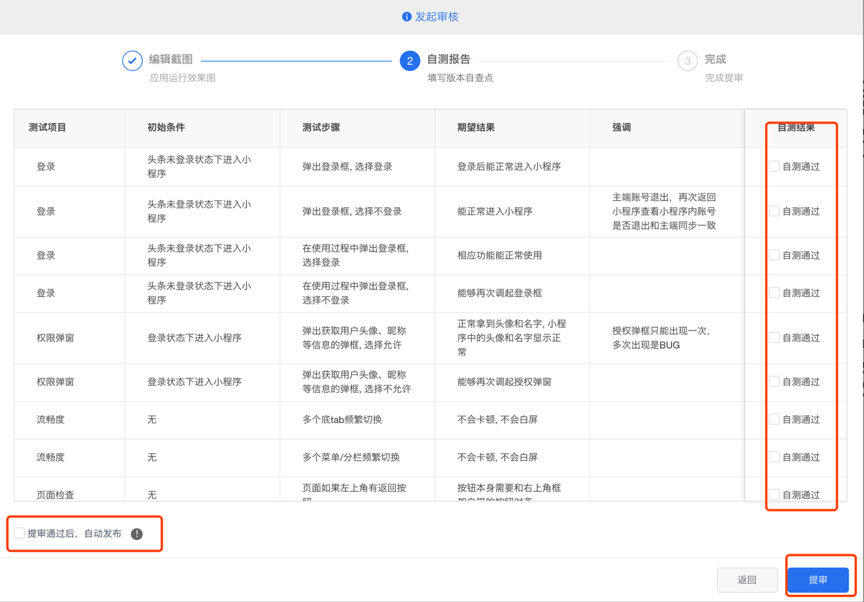 发起审核
编辑截图
应用运行效果图
2
自测报告
填写版本自查点
3
完成
完成提审
测试项目 初始条件 测试步骤 期望结果 强调 自测结果
登录 头条未登录状态下进入小 弹出登录框, 选择登录 登录后能正常进入小程序 自测通过
程序
登录 头条未登录状态下进入小 弹出登录框, 选择不登录 能正常进入小程序 主端账号退出，再次返回 自测通过
程序 小程序查看小程序内账号
是否退出和主端同步一致
登录 头条未登录状态下进入小 在使用过程中弹出登录框, 相应功能能正常使用 自测通过
程序 选择登录
登录 头条未登录状态下进入小 在使用过程中弹出登录框, 能够再次调起登录框 自测通过
程序 选择不登录
权限弹窗 登录状态下进入小程序 弹出获取用户头像、昵称 正常拿到头像和名字, 小程 授权弹框只能出现一次, 自测通过
等信息的弹框, 选择允许 序中的头像和名字显示正 多次出现是BUG
常
权限弹窗 登录状态下进入小程序 弹出获取用户头像、昵称 能够再次调起授权弹窗 自测通过
等信息的弹框, 选择不允许
流畅度 无 多个底tab频繁切换 不会卡顿, 不会白屏 自测通过
流畅度 无 多个菜单/分栏频繁切换 不会卡顿, 不会白屏 自测通过
页面检查 无 页面如果左上角有返回按 按钮本身需要和右上角框 自测通过
提审通过后，自动发布
返回
提审